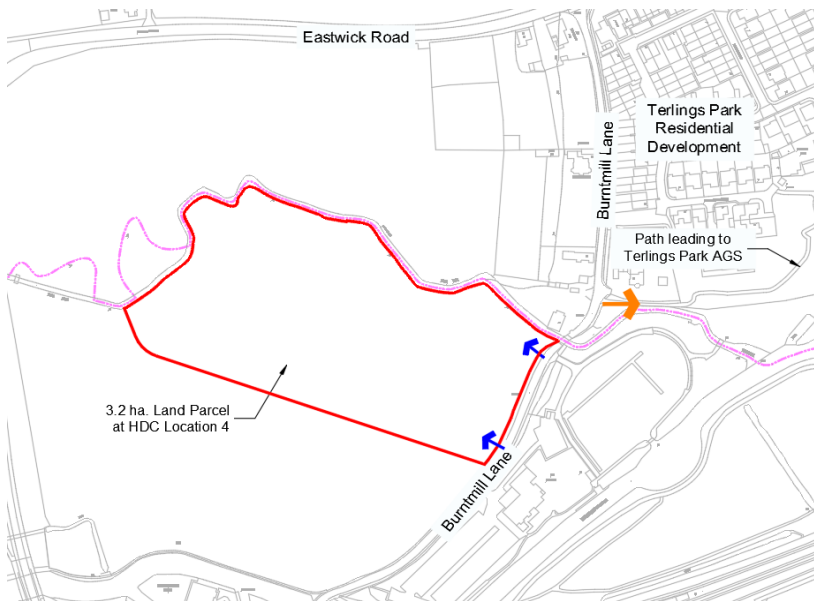 Eastwick Road
Terlings Park
Residential
Development
Burntmill Lane
Path leading to
Terlings Park AGS
3.2 ha. Land Parcel
at HDC Location 4
Burntmill Lane